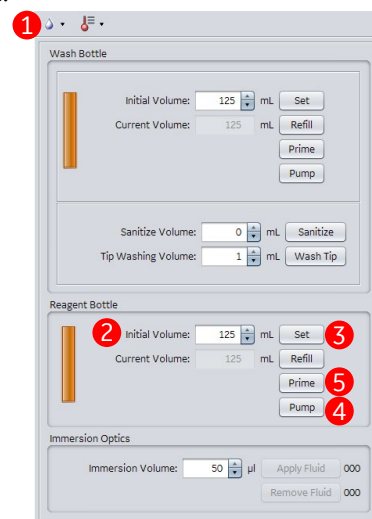 1
Wash Bottle
Initial Volume: 125 mL Set
Current Volume: 125 mL Refill
Prime
Pump
Sanitize Volume: 0 mL Sanitize
Tip Washing Volume: 1 mL Wash Tip
Reagent Bottle
2 Initial Volume: 125 mL Set 3
Current Volume: 125 mL Refill
Prime 5
Pump 4
Immersion Optics
Immersion Volume: 50 µl Apply Fluid 000
Remove Fluid 000